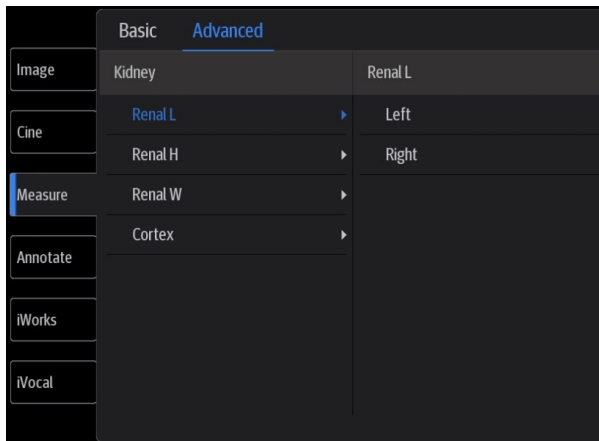 Basic Advanced
Image
Kidney
Renal L
Renal L
Left
Cine
Renal H
Right
Measure
Renal W
Cortex
Annotate
iWorks
iVocal